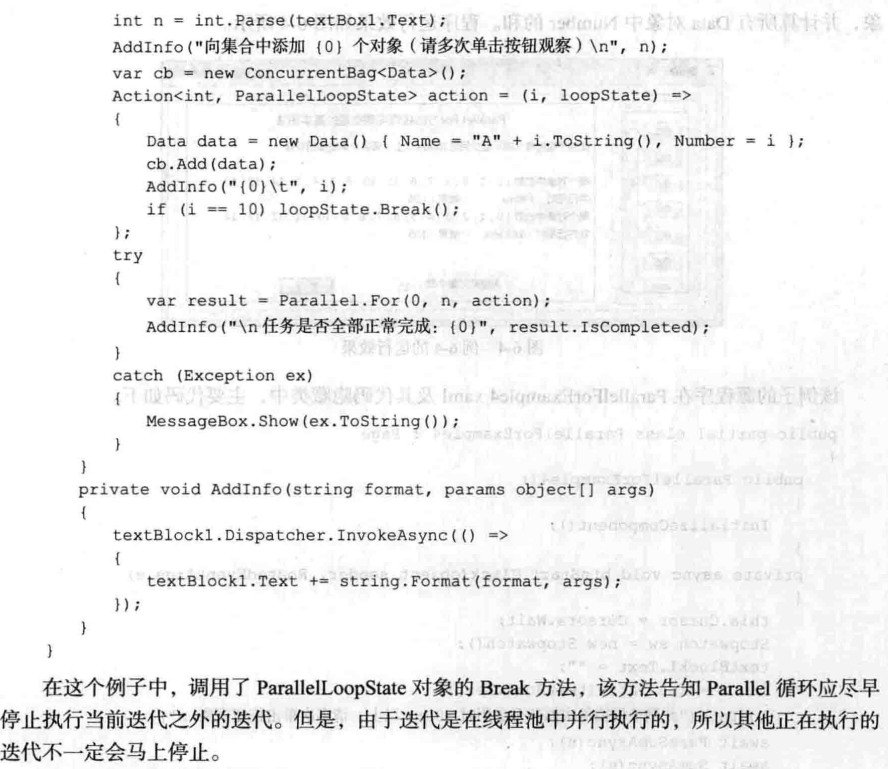 int n = int.Parse(textBox1.Text);
AddInfo("向集合中添加 {0} 个对象（请多次单击按钮观察）\n", n);
var cb = new ConcurrentBag<Data>();
Action<int, ParallelLoopState> action = (i, loopState) =>
{
Data data = new Data() { Name = "A" + i.ToString(), Number = i };
cb.Add(data);
AddInfo("{0}\t", i);
if (i == 10) loopState.Break();
};
try
{
var result = Parallel.For(0, n, action);
AddInfo("\n任务是否全部正常完成: {0}", result.IsCompleted);
}
catch (Exception ex)
{
MessageBox.Show(ex.ToString());
}
}
private void AddInfo(string format, params object[] args)
{
textBlock1.Dispatcher.InvokeAsync(() =>
{
textBlock1.Text += string.Format(format, args);
});
}
}
在这个例子中，调用了 ParallelLoopState 对象的 Break 方法，该方法告知 Parallel 循环应尽早
停止执行当前迭代之外的迭代。但是，由于迭代是在线程池中并行执行的，所以其他正在执行的
迭代不一定会马上停止。